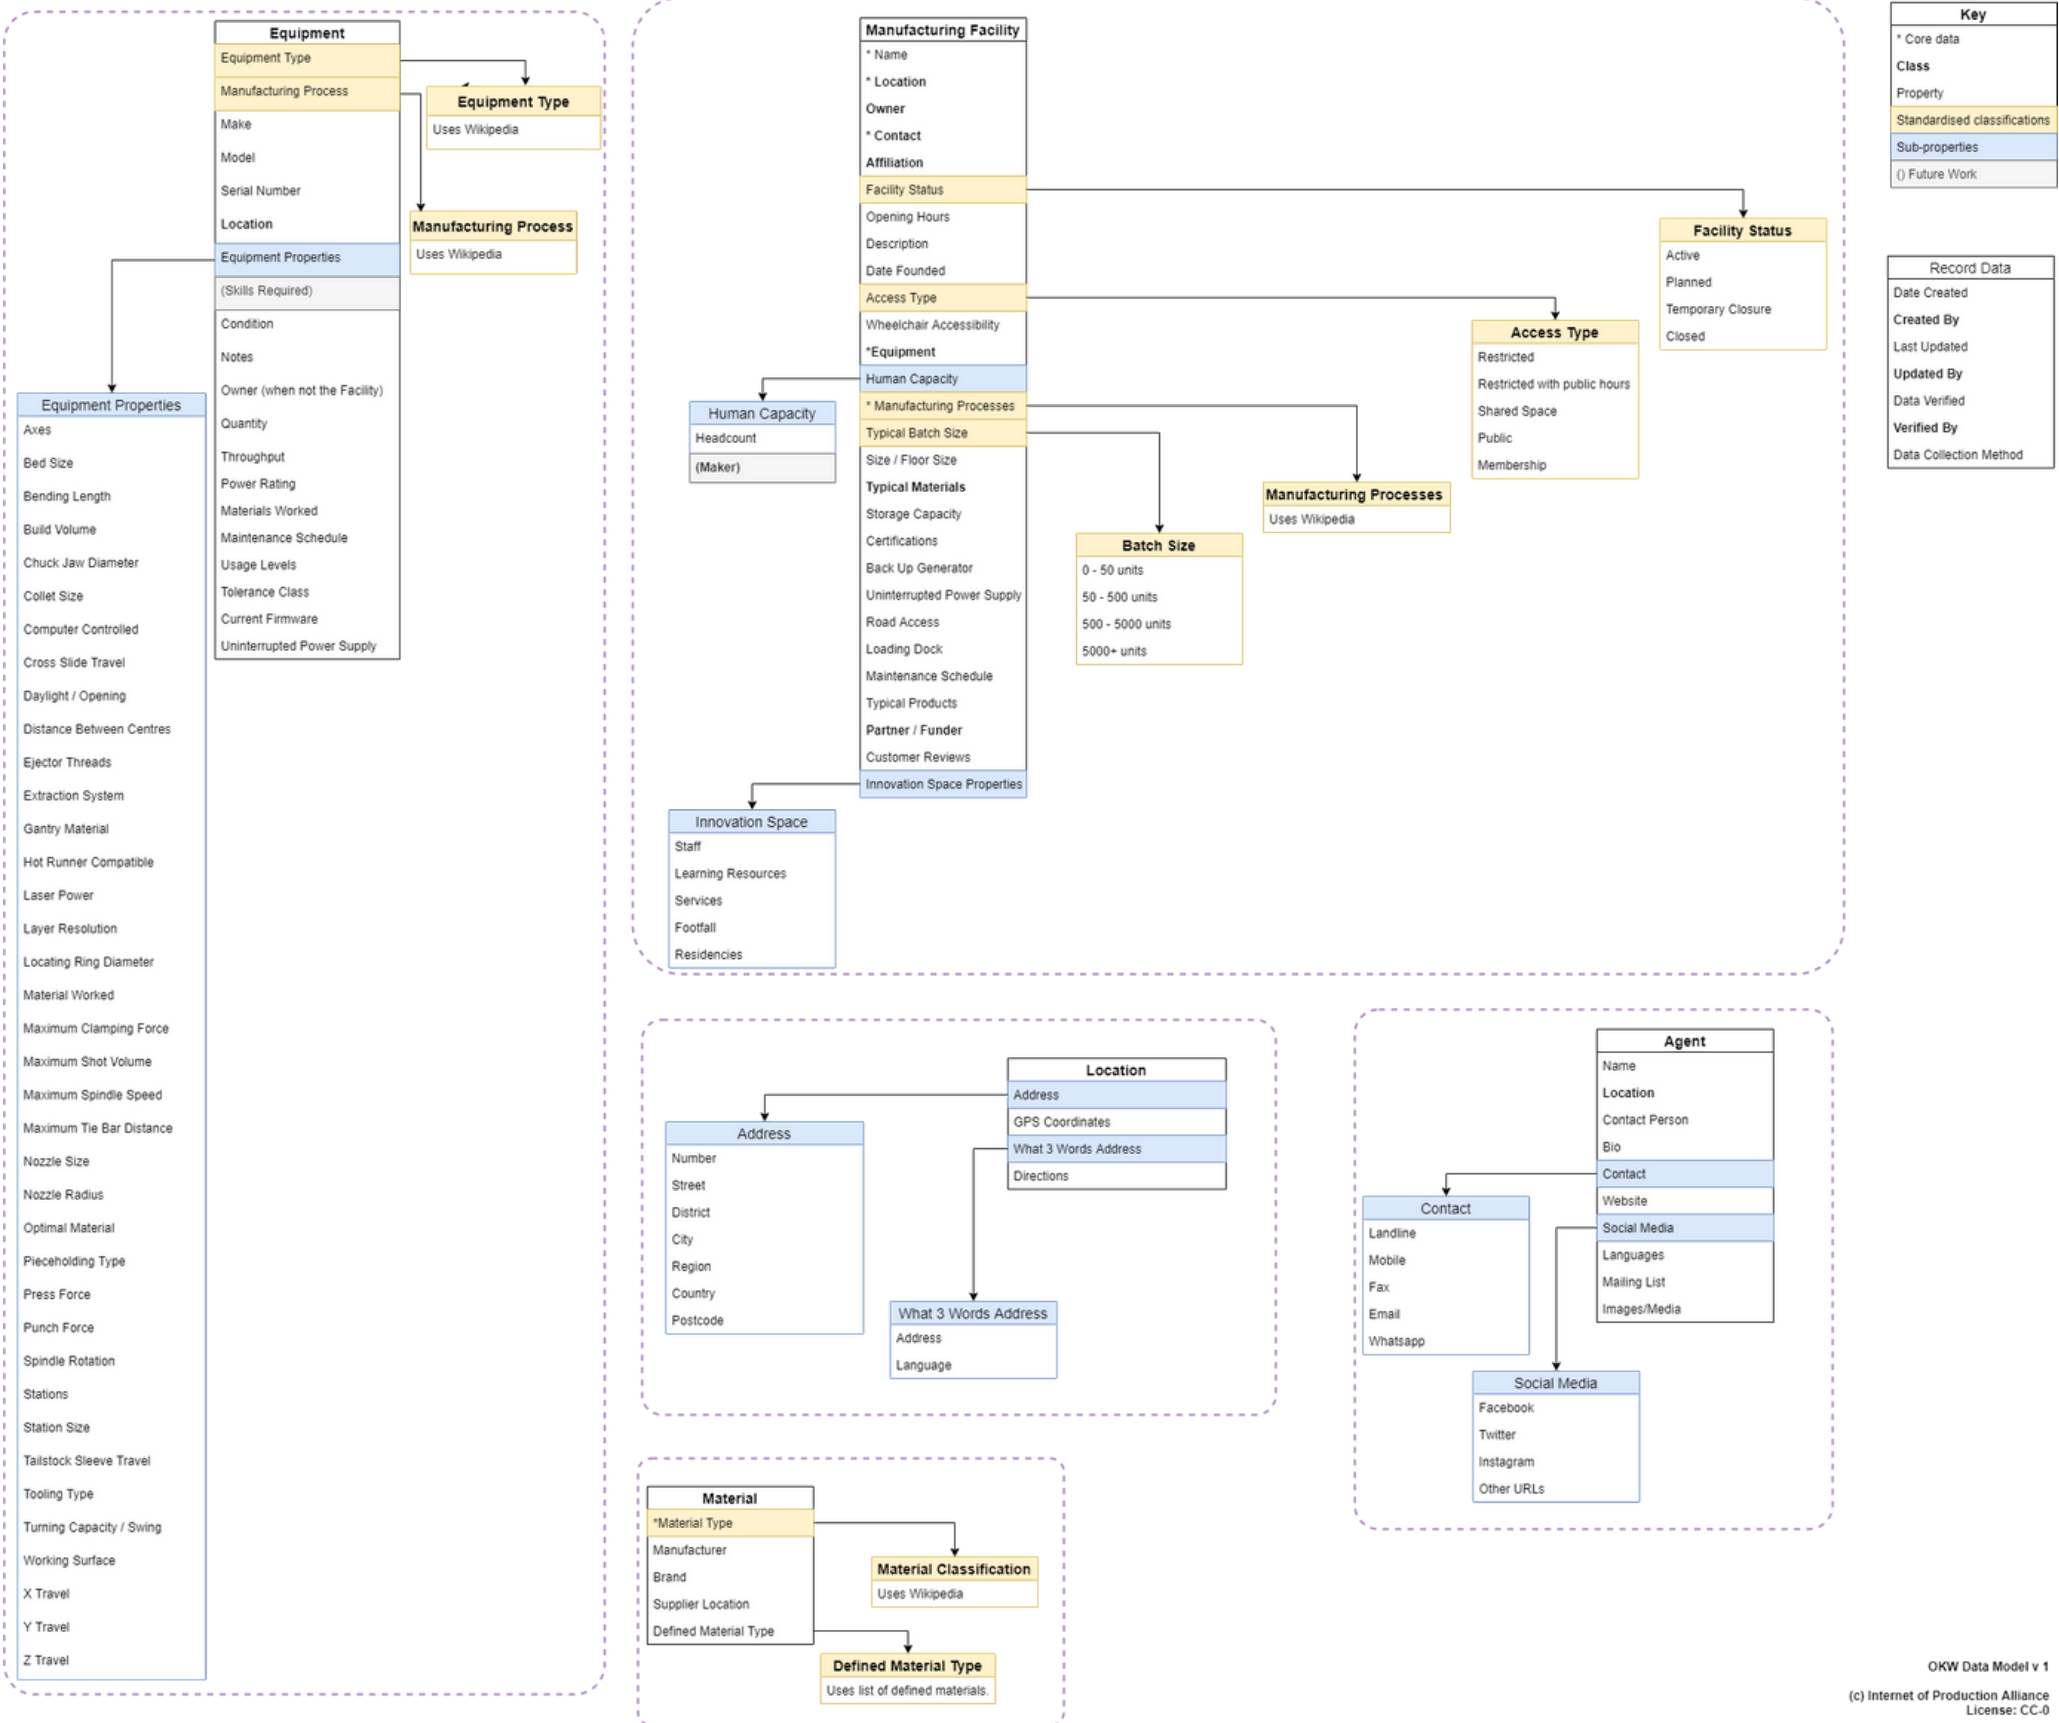 Equipment
Equipment Type
Manufacturing Process
Make
Model
Serial Number
Location
Equipment Properties
(Skills Required)
Condition
Notes
Owner (when not the Facility)
Quantity
Throughput
Power Rating
Materials Worked
Maintenance Schedule
Usage Levels
Tolerance Class
Current Firmware
Uninterrupted Power Supply
Equipment Type
Uses Wikipedia
Manufacturing Process
Uses Wikipedia
Equipment Properties
Axes
Bed Size
Bending Length
Build Volume
Chuck Jaw Diameter
Collet Size
Computer Controlled
Cross Slide Travel
Daylight / Opening
Distance Between Centres
Ejector Threads
Extraction System
Gantry Material
Hot Runner Compatible
Laser Power
Layer Resolution
Locating Ring Diameter
Material Worked
Maximum Clamping Force
Maximum Shot Volume
Maximum Spindle Speed
Maximum Tie Bar Distance
Nozzle Size
Nozzle Radius
Optimal Material
Pieceholding Type
Press Force
Punch Force
Spindle Rotation
Stations
Station Size
Tailstock Sleeve Travel
Tooling Type
Turning Capacity / Swing
Working Surface
X Travel
Y Travel
Z Travel
Manufacturing Facility
* Name
* Location
Owner
* Contact
Affiliation
Facility Status
Opening Hours
Description
Date Founded
Access Type
Wheelchair Accessibility
*Equipment
Human Capacity
* Manufacturing Processes
Typical Batch Size
Size / Floor Size
Typical Materials
Storage Capacity
Certifications
Back Up Generator
Uninterrupted Power Supply
Road Access
Loading Dock
Maintenance Schedule
Typical Products
Partner / Funder
Customer Reviews
Innovation Space Properties
Human Capacity
Headcount
(Maker)
Innovation Space
Staff
Learning Resources
Services
Footfall
Residencies
Batch Size
0 - 50 units
50 - 500 units
500 - 5000 units
5000+ units
Manufacturing Processes
Uses Wikipedia
Access Type
Restricted
Restricted with public hours
Shared Space
Public
Membership
Facility Status
Active
Planned
Temporary Closure
Closed
Key
* Core data
Class
Property
Standardised classifications
Sub-properties
() Future Work
Record Data
Date Created
Created By
Last Updated
Updated By
Data Verified
Verified By
Data Collection Method
Location
Address
GPS Coordinates
What 3 Words Address
Directions
Address
Number
Street
District
City
Region
Country
Postcode
What 3 Words Address
Address
Language
Agent
Name
Location
Contact Person
Bio
Contact
Website
Social Media
Languages
Mailing List
Images/Media
Contact
Landline
Mobile
Fax
Email
Whatsapp
Social Media
Facebook
Twitter
Instagram
Other URLs
Material
*Material Type
Manufacturer
Brand
Supplier Location
Defined Material Type
Material Classification
Uses Wikipedia
Defined Material Type
Uses list of defined materials.
OKW Data Model v 1
(c) Internet of Production Alliance
License: CC-0